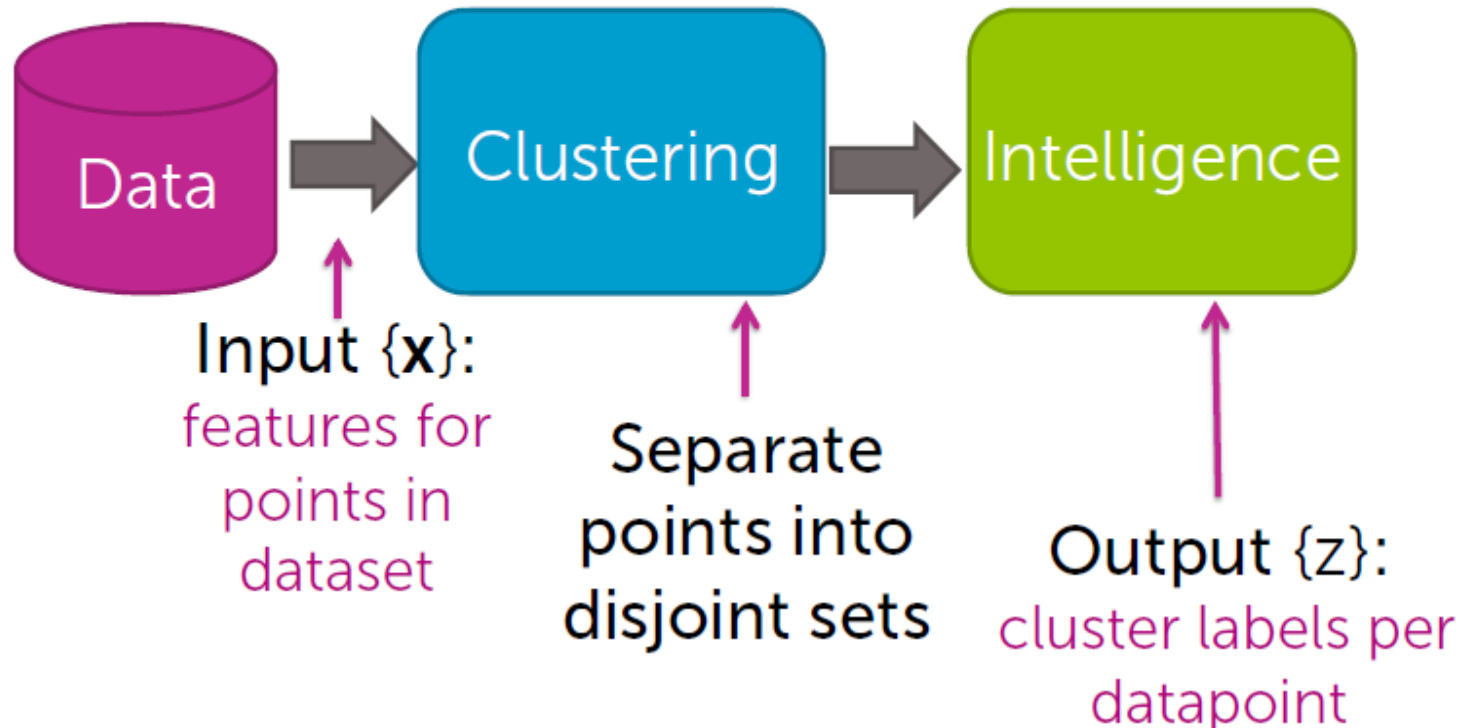 Data
Clustering
Intelligence
Input {x}:
features for
points in
dataset
Separate
points into
disjoint sets
Output {z}:
cluster labels per
datapoint